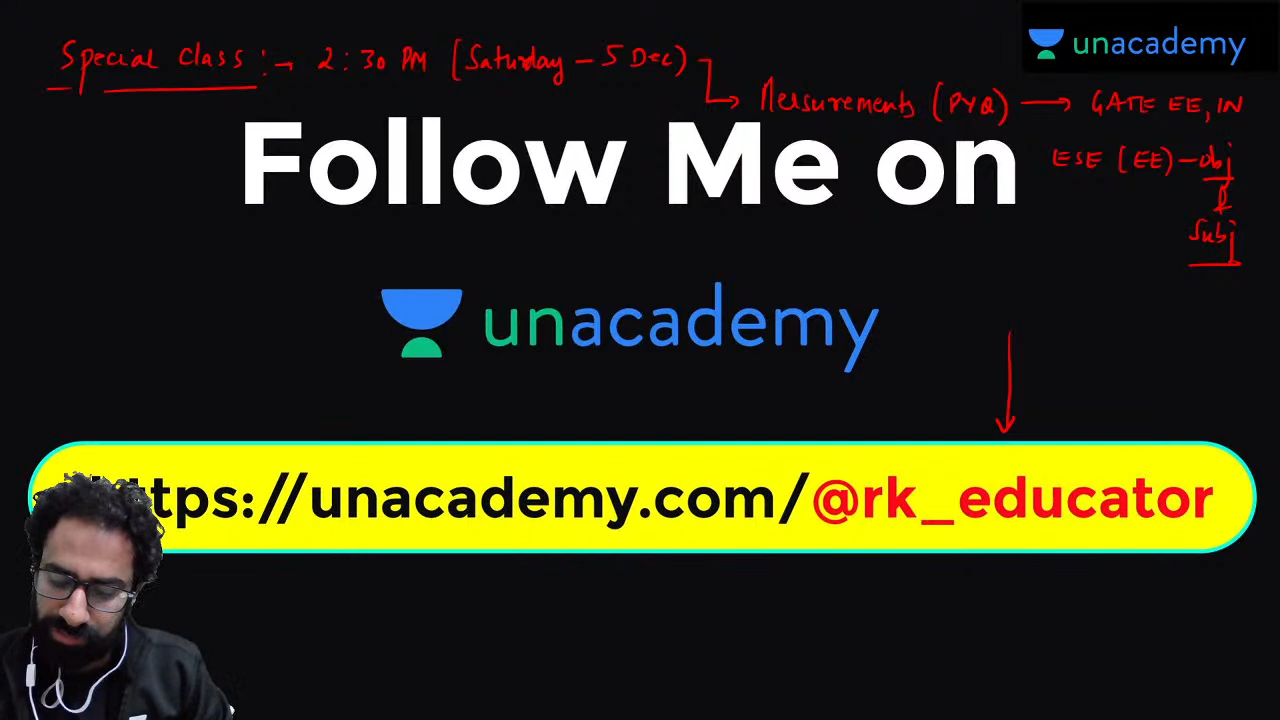 unacademy
Special Class :→ 2:30 PM (Saturday - 5 Dec)
Measurements (PYQ) → GATE EE, IN
ESE (EE) - obj
&
Subj
Follow Me on
unacademy
ttps://unacademy.com/@rk_educator